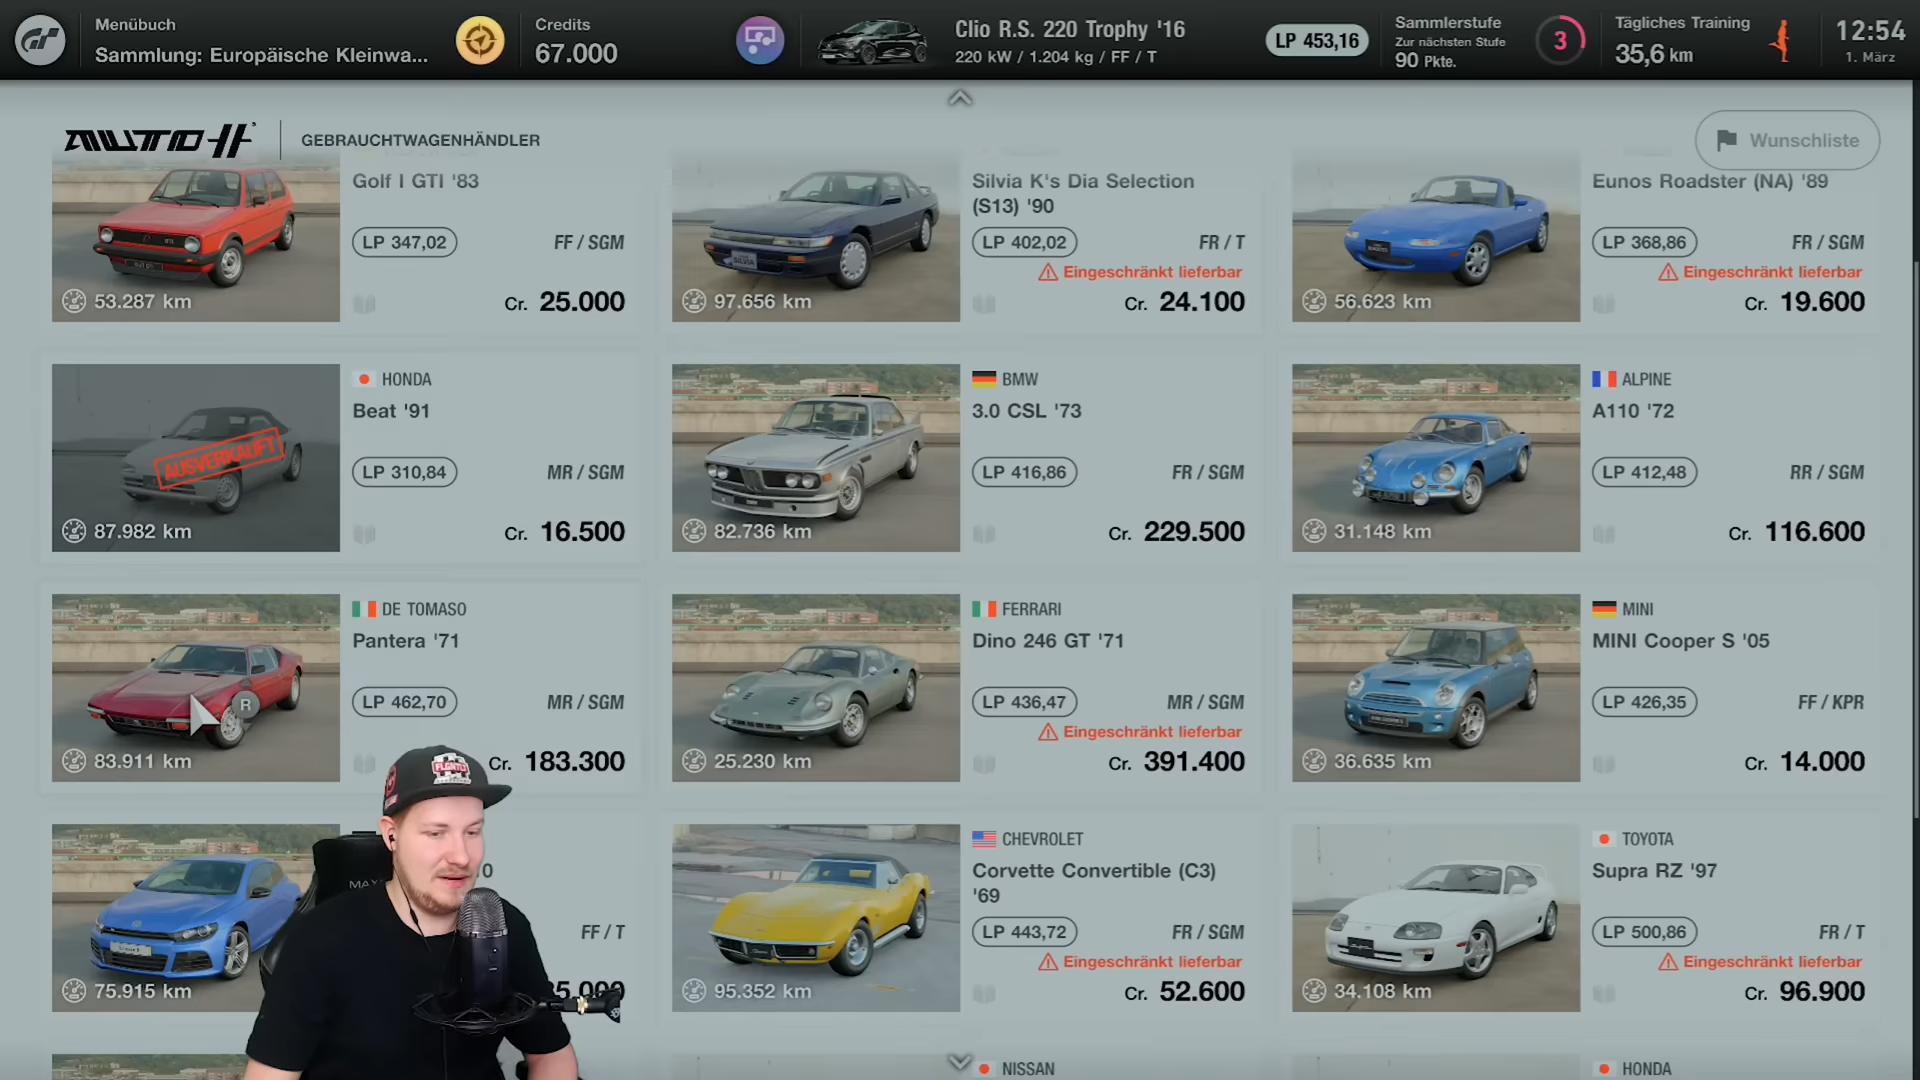 Menübuch
Sammlung: Europäische Kleinwa...
Credits
67.000
Clio R.S. 220 Trophy '16
220 kW / 1.204 kg / FF / T
LP 453,16
Sammlerstufe
Zur nächsten Stufe
90 Pkte.
3
Tägliches Training
35,6 km
12:54
1. März
AUTO
GEBRAUCHTWAGENHÄNDLER
Wunschliste
Golf I GTI '83
LP 347,02
FF / SGM
53.287 km
Cr. 25.000
Silvia K's Dia Selection
(S13) '90
LP 402,02
FR / T
Eingeschränkt lieferbar
97.656 km
Cr. 24.100
Eunos Roadster (NA) '89
LP 368,86
FR / SGM
Eingeschränkt lieferbar
56.623 km
Cr. 19.600
HONDA
Beat '91
AUSVERKAUFT
LP 310,84
MR / SGM
87.982 km
Cr. 16.500
BMW
3.0 CSL '73
LP 416,86
FR / SGM
82.736 km
Cr. 229.500
ALPINE
A110 '72
LP 412,48
RR / SGM
31.148 km
Cr. 116.600
DE TOMASO
Pantera '71
LP 462,70
MR / SGM
R
83.911 km
Cr. 183.300
FERRARI
Dino 246 GT '71
LP 436,47
MR / SGM
Eingeschränkt lieferbar
25.230 km
Cr. 391.400
MINI
MINI Cooper S '05
LP 426,35
FF / KPR
36.635 km
Cr. 14.000
FF / T
75.915 km
5.000
CHEVROLET
Corvette Convertible (C3)
'69
LP 443,72
FR / SGM
Eingeschränkt lieferbar
95.352 km
Cr. 52.600
TOYOTA
Supra RZ '97
LP 500,86
FR / T
Eingeschränkt lieferbar
34.108 km
Cr. 96.900
NISSAN
HONDA